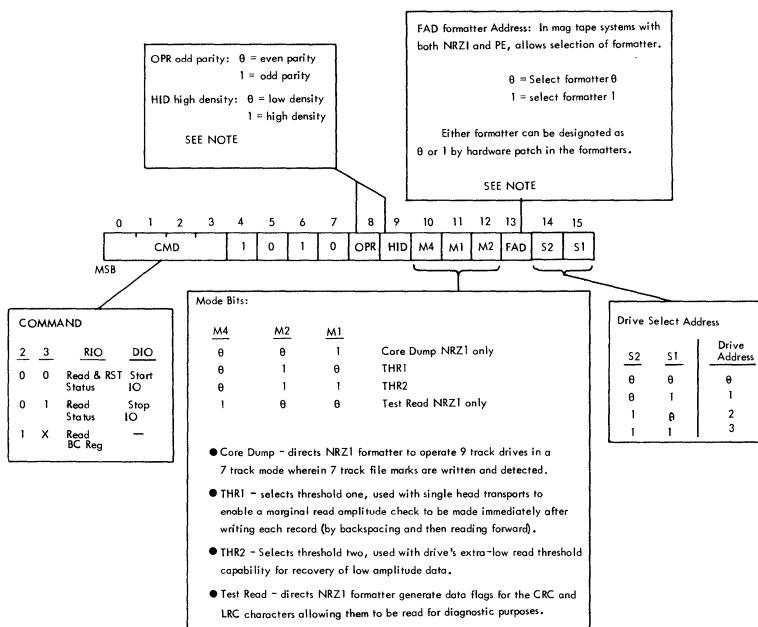 OPR odd parity: θ = even parity
1 = odd parity
HID high density: θ = low density
1 = high density
SEE NOTE
FAD formatter Address: In mag tape systems with
both NRZI and PE, allows selection of formatter.
θ = Select formatter θ
1 = select formatter 1
Either formatter can be designated as
θ or 1 by hardware patch in the formatters.
SEE NOTE
0 1 2 3 4 5 6 7 8 9 10 11 12 13 14 15
CMD 1 0 1 0 OPR HID M4 M1 M2 FAD S2 S1
MSB
COMMAND
2 3 RIO DIO
0 0 Read & RST Start
Status IO
0 1 Read Stop
Status IO
1 X Read —
BC Reg
Mode Bits:
M4 M2 M1
θ θ 1 Core Dump NRZI only
θ 1 θ THR1
θ 1 1 THR2
1 θ θ Test Read NRZI only
● Core Dump - directs NRZI formatter to operate 9 track drives in a
7 track mode wherein 7 track file marks are written and detected.
● THR1 - selects threshold one, used with single head transports to
enable a marginal read amplitude check to be made immediately after
writing each record (by backspacing and then reading forward).
● THR2 - Selects threshold two, used with drive's extra-low read threshold
capability for recovery of low amplitude data.
● Test Read - directs NRZI formatter generate data flags for the CRC and
LRC characters allowing them to be read for diagnostic purposes.
Drive Select Address
Drive
S2 S1 Address
θ θ θ
θ 1 1
1 θ 2
1 1 3